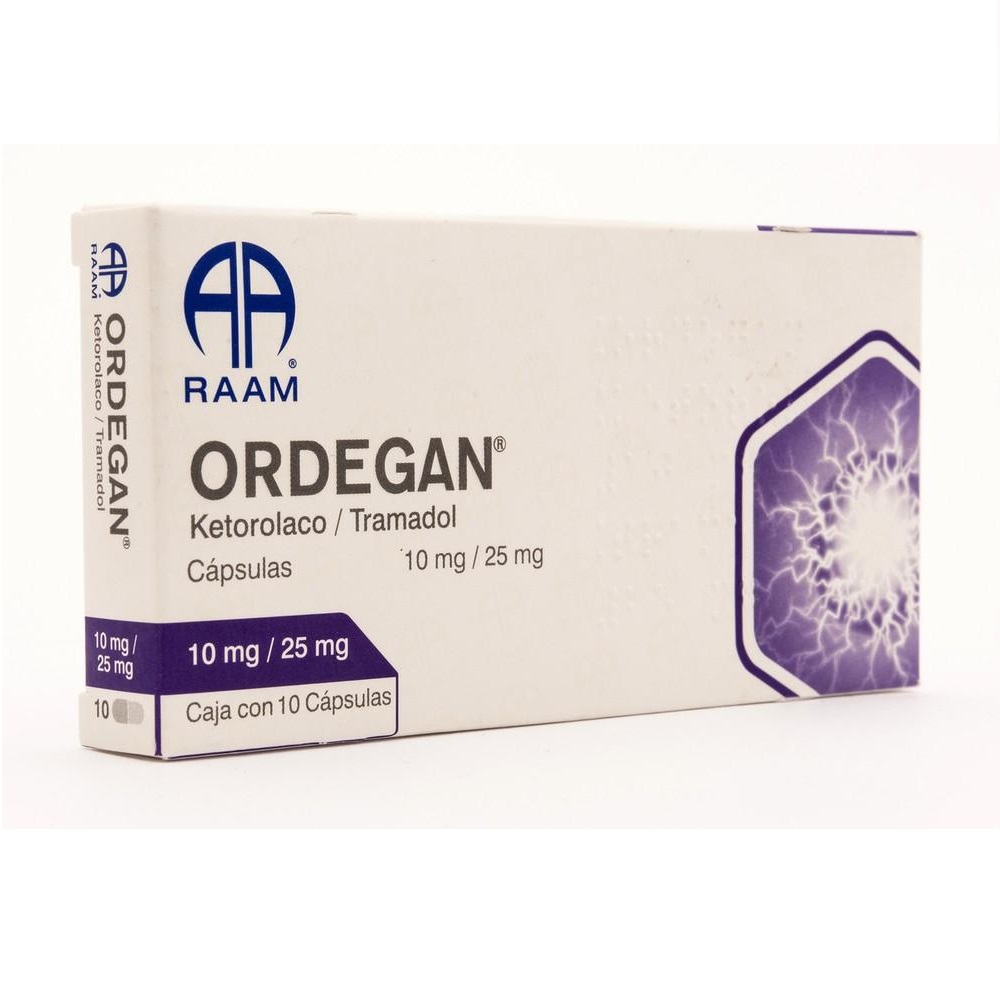 RAAM®
ORDEGAN®
Ketorolaco / Tramadol
10 mg /
25 mg
10
RAAM®
ORDEGAN®
Ketorolaco / Tramadol
Cápsulas 10 mg / 25 mg
10 mg / 25 mg
Caja con 10 Cápsulas